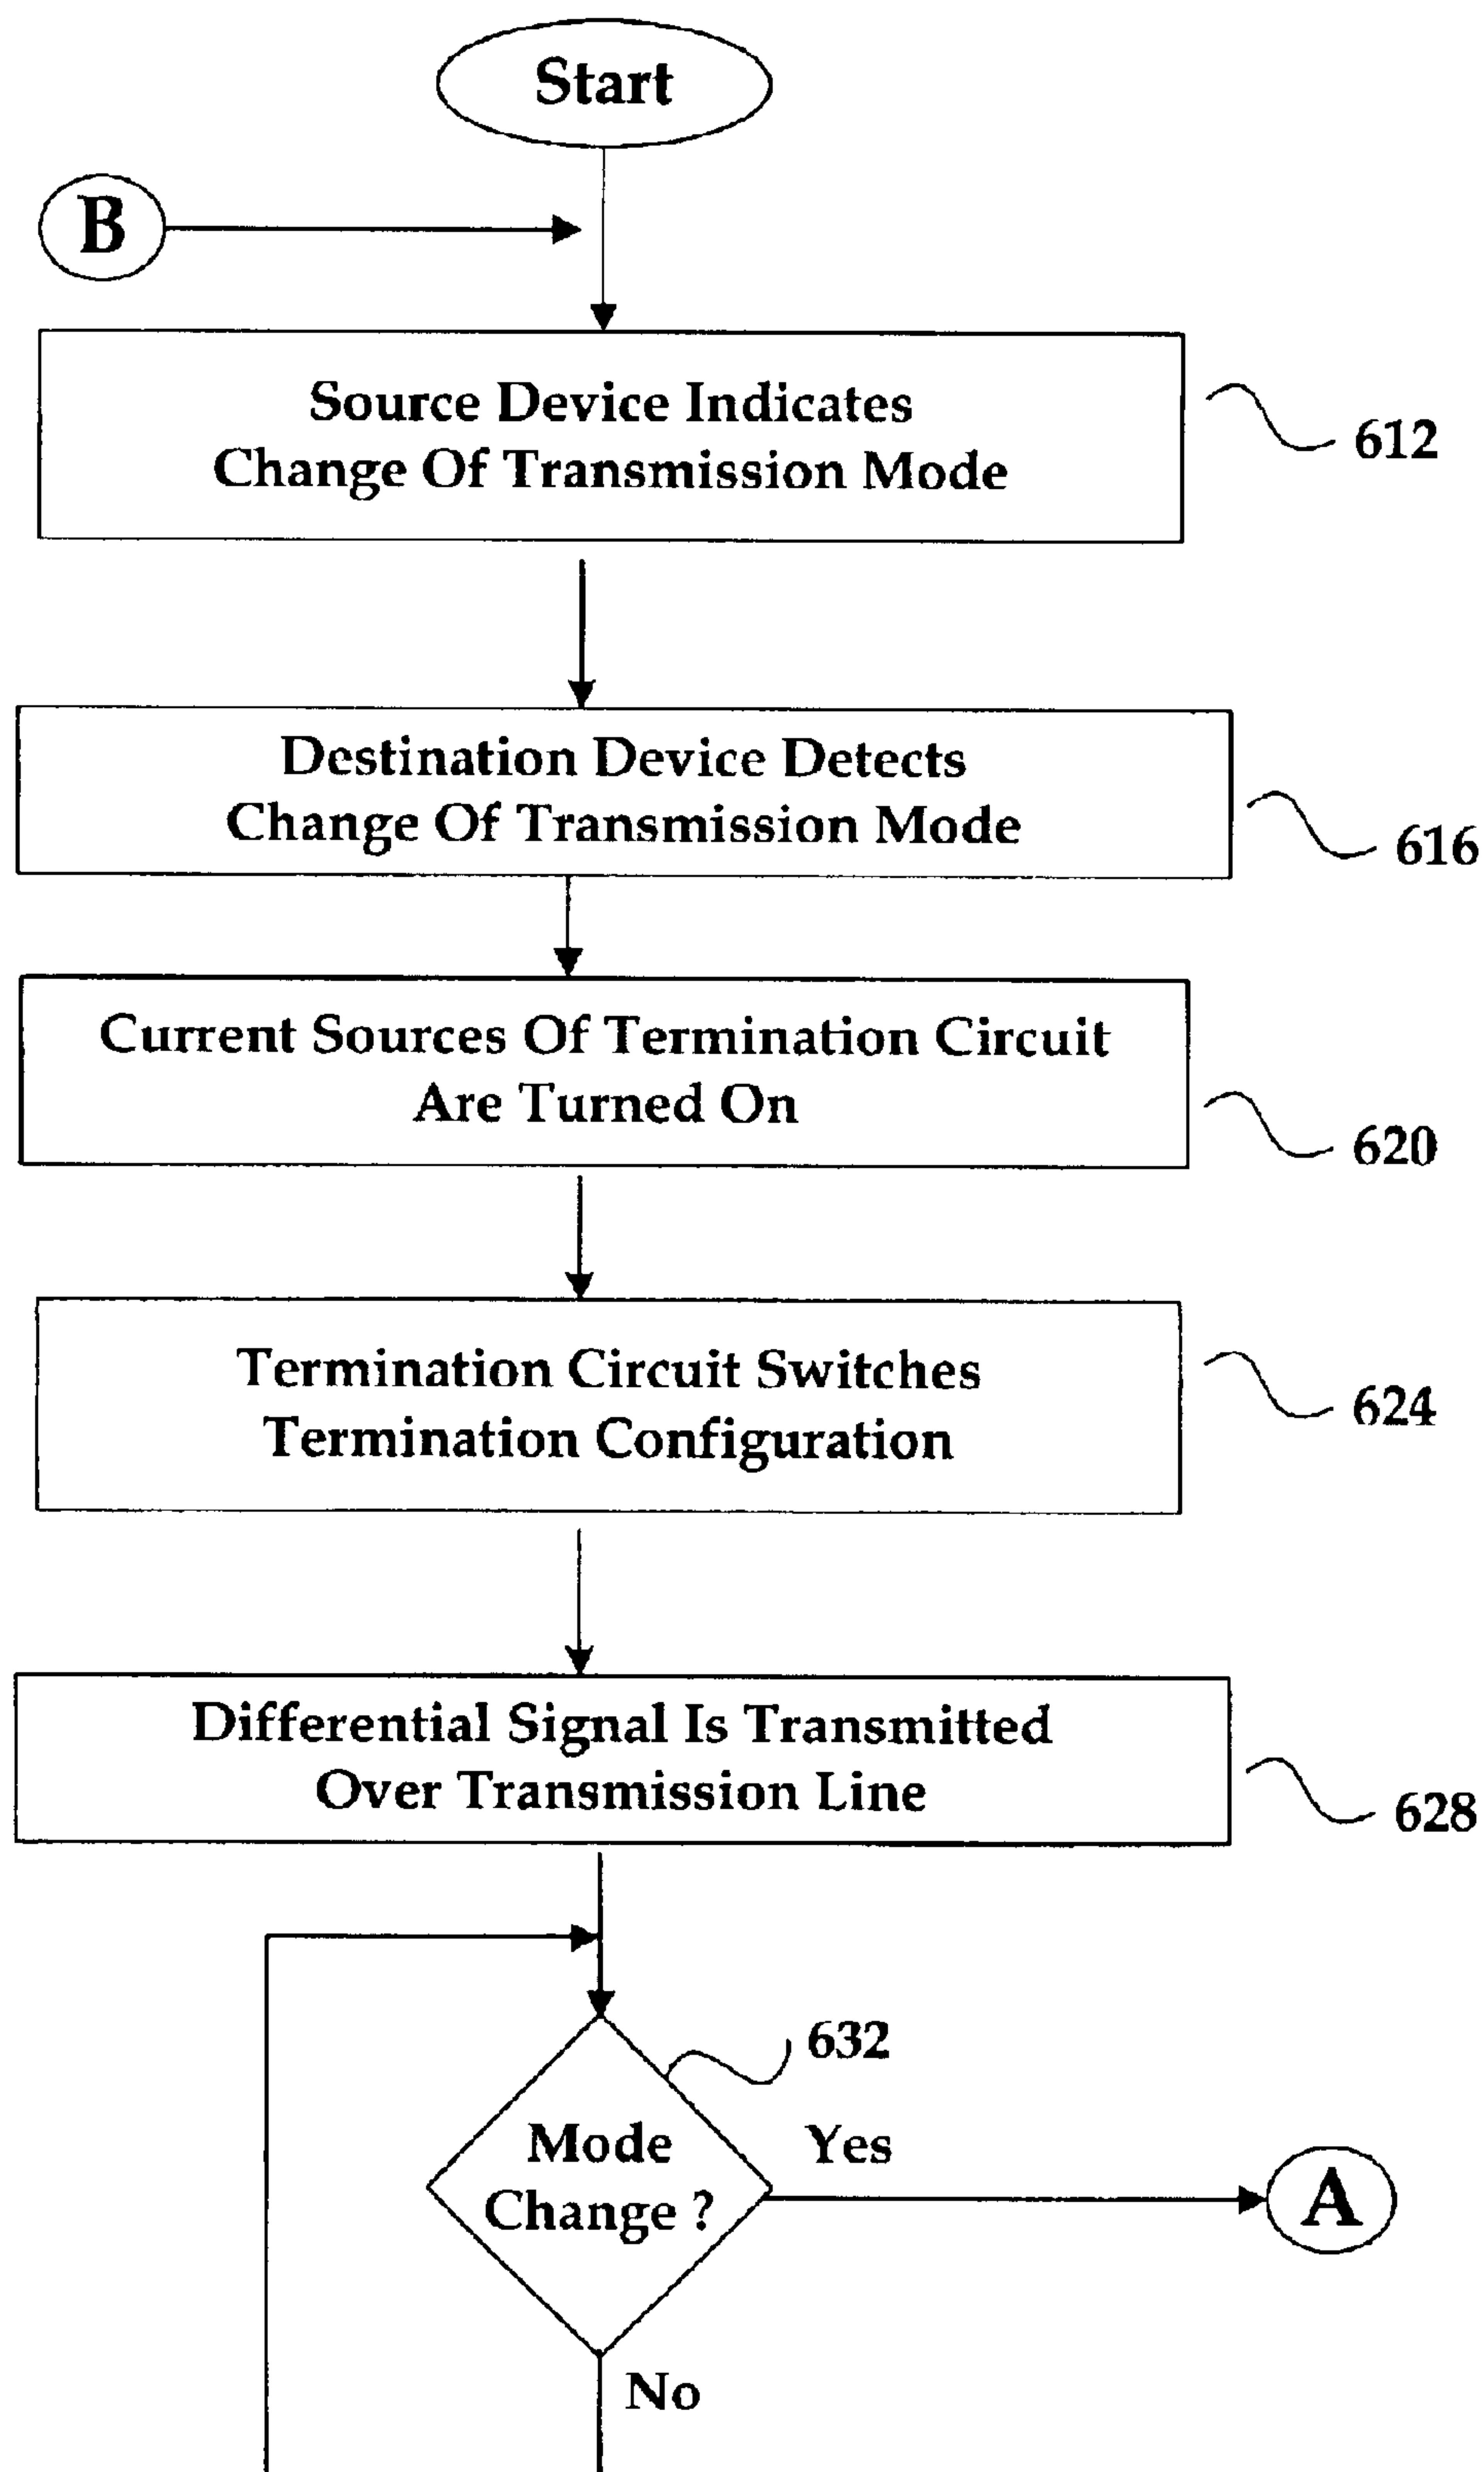 Start
B
Source Device Indicates
Change Of Transmission Mode
612
Destination Device Detects
Change Of Transmission Mode
616
Current Sources Of Termination Circuit
Are Turned On
620
Termination Circuit Switches
Termination Configuration
624
Differential Signal Is Transmitted
Over Transmission Line
628
632
Mode
Change ?
Yes
A
No